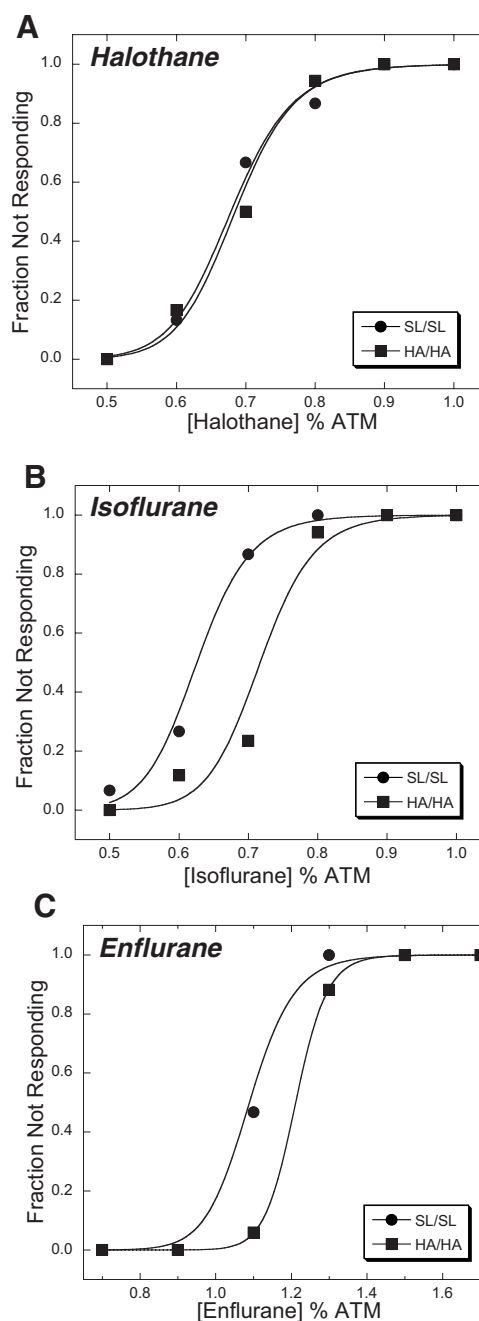 A
Halothane
1.0
0.8
0.6
0.4
0.2
0.0
Fraction Not Responding
SL/SL
HA/HA
0.5 0.6 0.7 0.8 0.9 1.0
[Halothane] % ATM
B
Isoflurane
1.0
0.8
0.6
0.4
0.2
0.0
Fraction Not Responding
SL/SL
HA/HA
0.5 0.6 0.7 0.8 0.9 1.0
[Isoflurane] % ATM
C
Enflurane
1.0
0.8
0.6
0.4
0.2
0.0
Fraction Not Responding
SL/SL
HA/HA
0.8 1.0 1.2 1.4 1.6
[Enflurane] % ATM